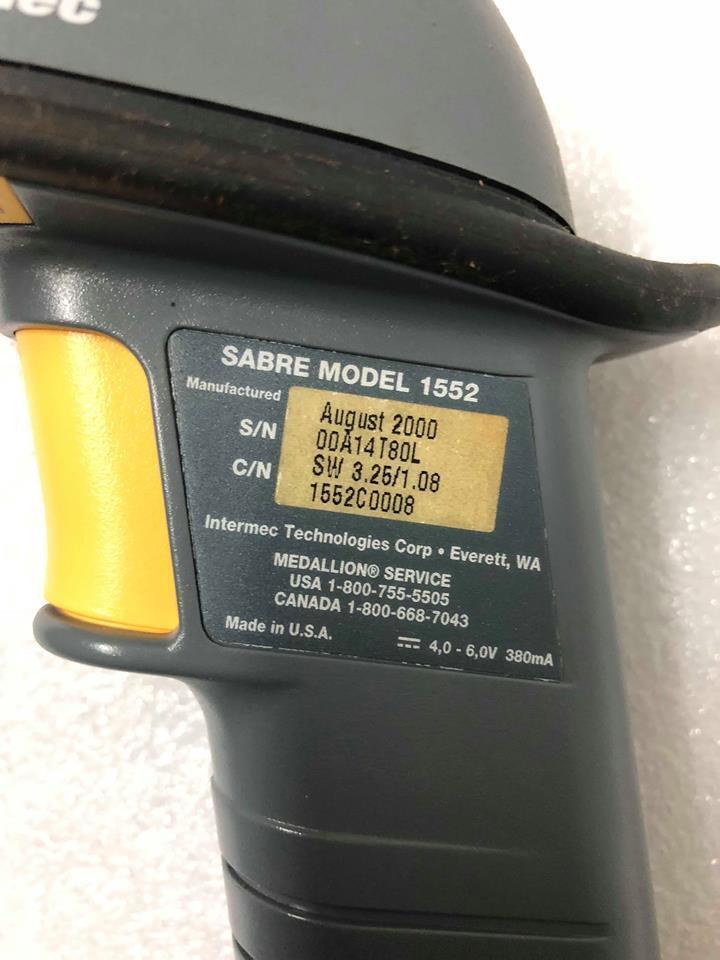 mec
SABRE MODEL 1552
Manufactured August 2000
S/N 00A14T80L
C/N SW 3.25/1.08
1552C0008
Intermec Technologies Corp • Everett, WA
MEDALLION® SERVICE
USA 1-800-755-5505
CANADA 1-800-668-7043
Made in U.S.A. ⎓ 4,0 - 6,0V 380mA